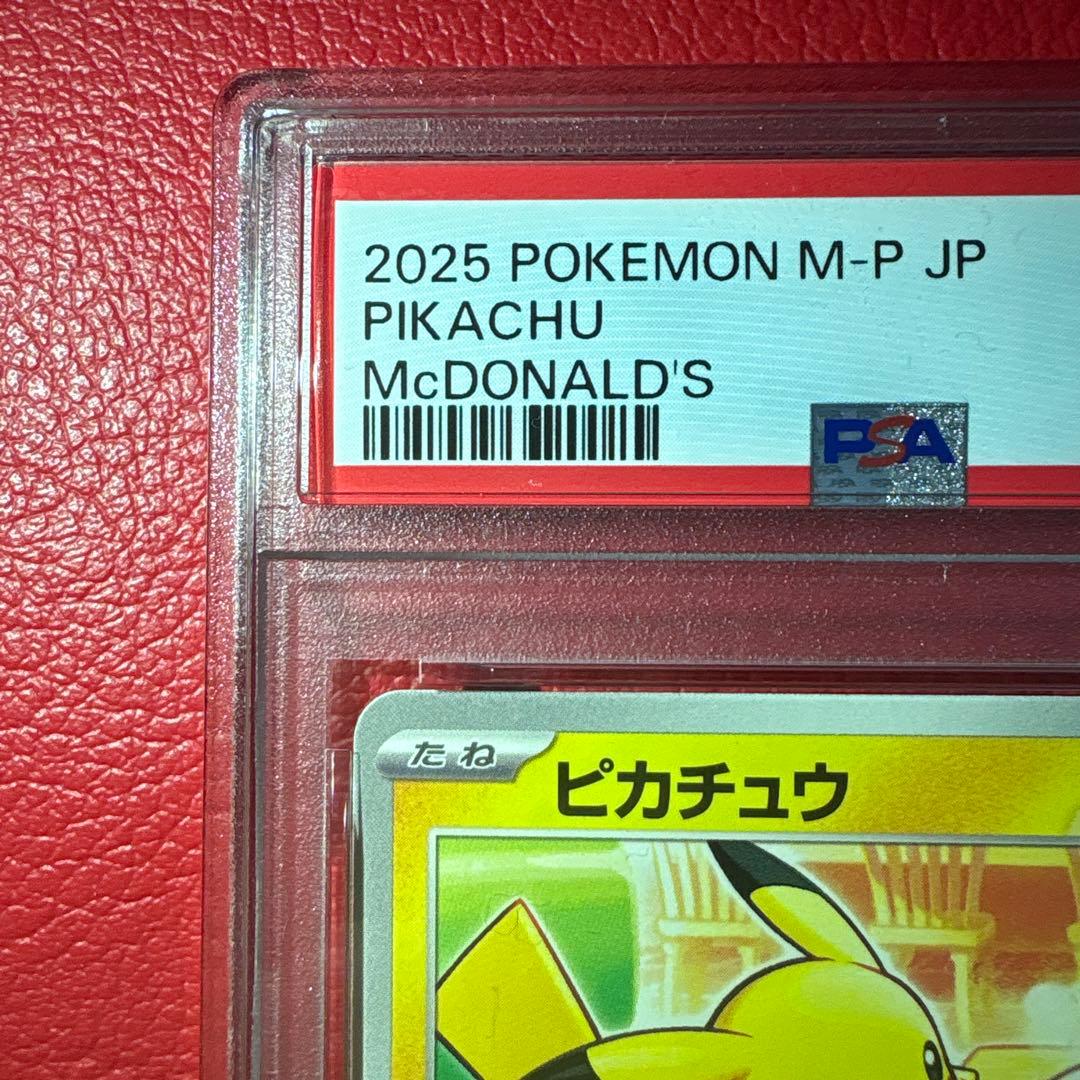 2025 POKEMON M-P JP
PIKACHU
McDONALD'S
PSA
たね
ピカチュウ